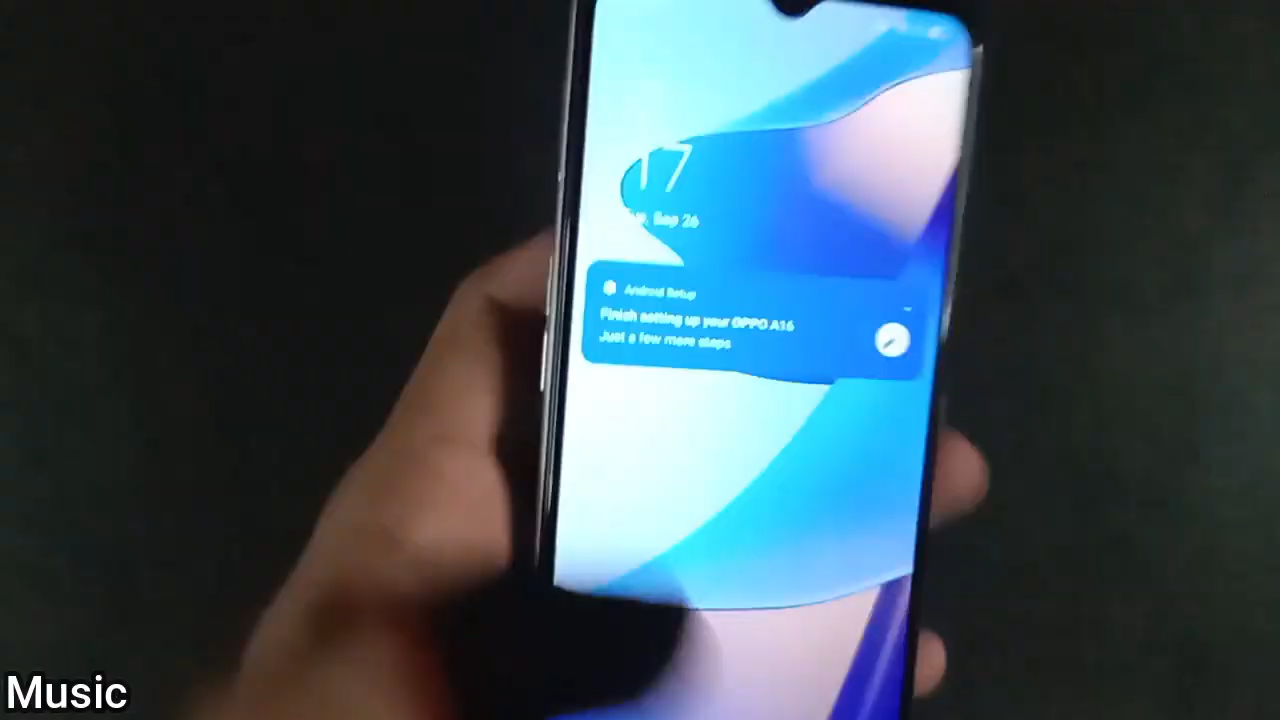 17
Sep 26
Android Setup
Finish setting up your OPPO A16
Just a few more steps
Music